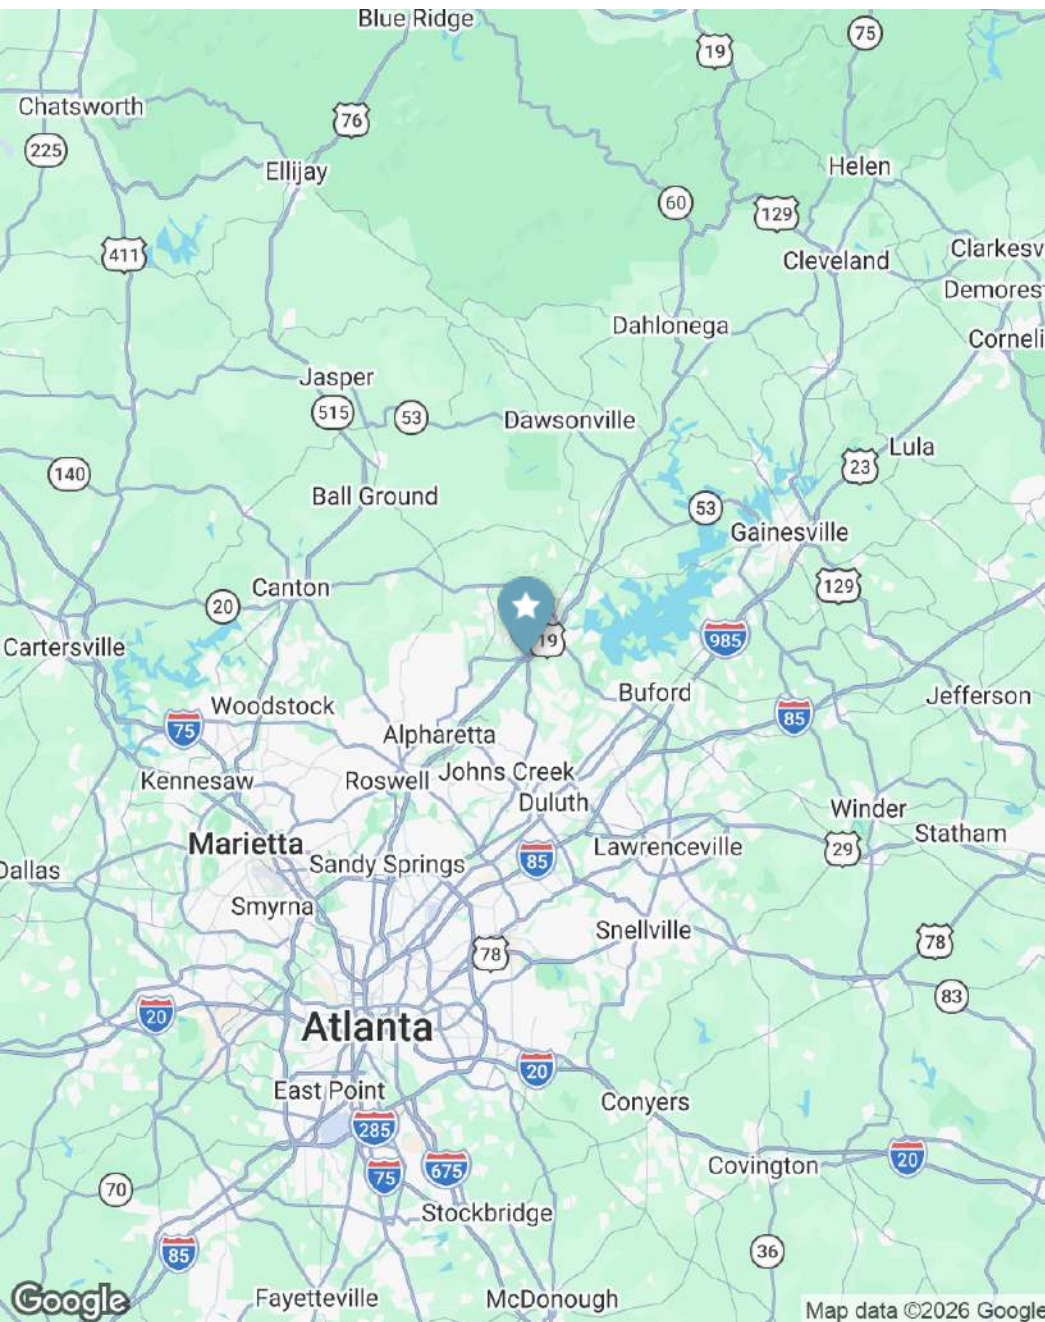 Blue Ridge
75
19
Chatsworth
76
225
Ellijay
Helen
60
129
411
Cleveland
Clarkesv
Demores
Dahlonega
Corneli
Jasper
515
53
Dawsonville
Lula
140
23
Ball Ground
53
Gainesville
Canton
129
20
19
985
Cartersville
Buford
Jefferson
Woodstock
75
85
Alpharetta
Kennesaw
Roswell
Johns Creek
Duluth
Winder
Statham
Marietta
Sandy Springs
85
Lawrenceville
29
Dallas
Smyrna
Snellville
78
78
83
20
Atlanta
20
East Point
Conyers
285
20
75
675
Covington
70
Stockbridge
85
36
Fayetteville
McDonough
Google
Map data ©2026 Google